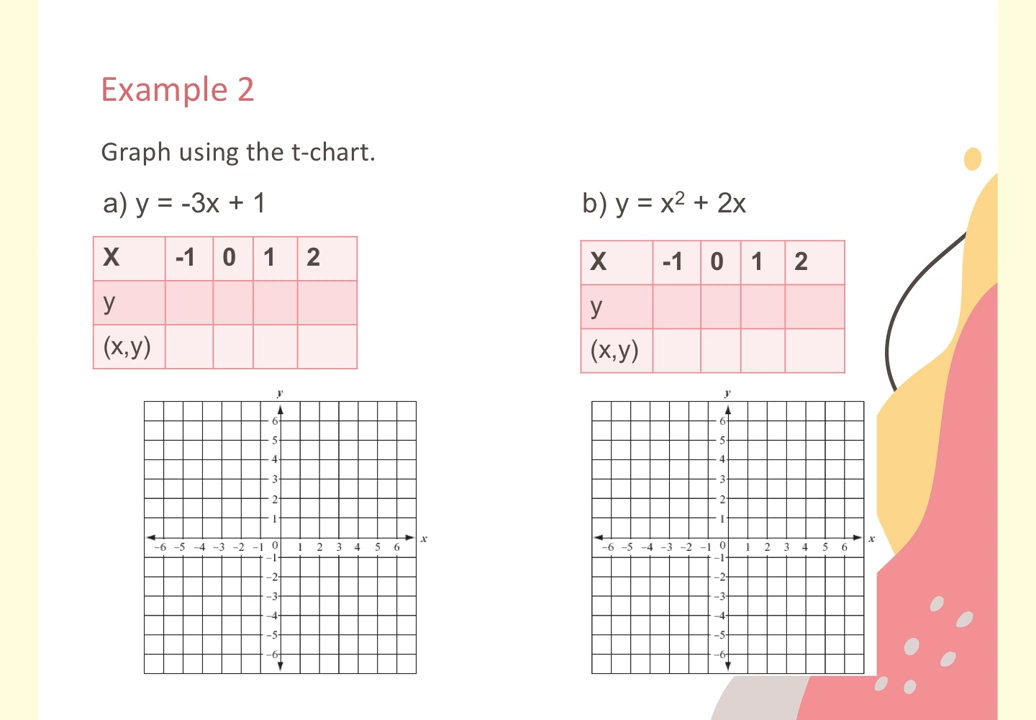 Example 2
Graph using the t-chart.
a) y = -3x + 1
X -1 0 1 2
y
(x,y)
y
6
5
4
3
2
1
-6 -5 -4 -3 -2 -1 0 1 2 3 4 5 6 x
-1
-2
-3
-4
-5
-6
b) y = x² + 2x
X -1 0 1 2
y
(x,y)
y
6
5
4
3
2
1
-6 -5 -4 -3 -2 -1 0 1 2 3 4 5 6 x
-1
-2
-3
-4
-5
-6